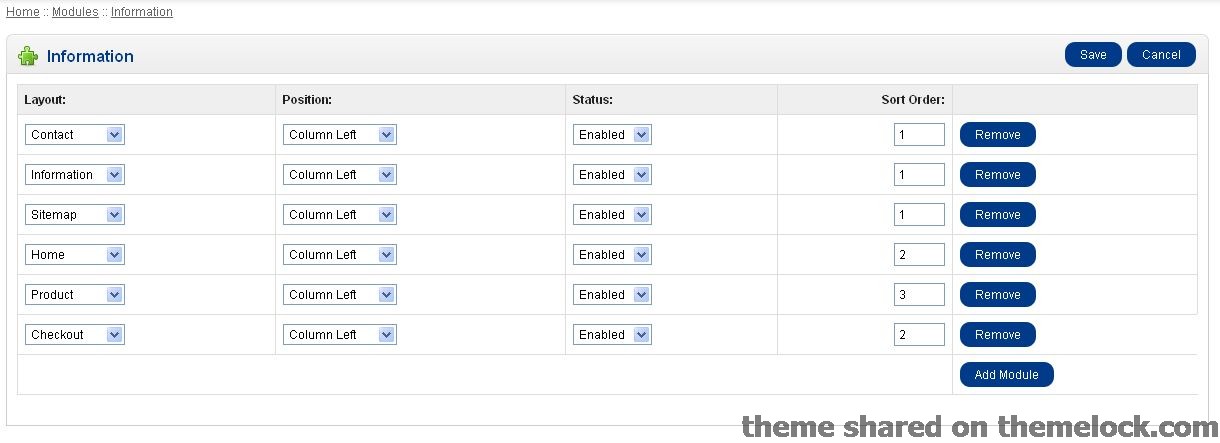 Home :: Modules :: Information
Information Save Cancel
Layout: Position: Status: Sort Order:
Contact Column Left Enabled 1 Remove
Information Column Left Enabled 1 Remove
Sitemap Column Left Enabled 1 Remove
Home Column Left Enabled 2 Remove
Product Column Left Enabled 3 Remove
Checkout Column Left Enabled 2 Remove
Add Module
theme shared on themelock.com